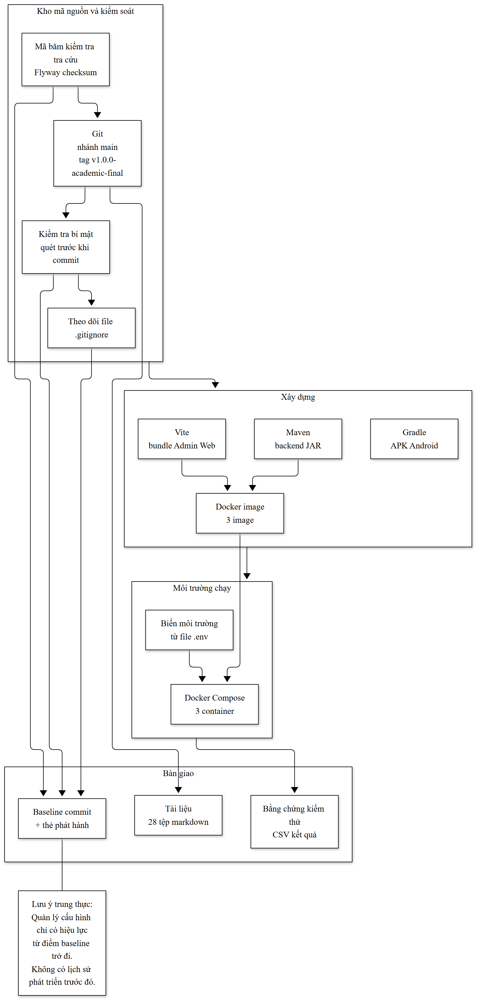 Kho mã nguồn và kiểm soát
Mã băm kiểm tra
tra cứu
Flyway checksum
Git
nhánh main
tag v1.0.0-
academic-final
Kiểm tra bí mật
quét trước khi
commit
Theo dõi file
.gitignore
Xây dựng
Vite
bundle Admin Web
Maven
backend JAR
Gradle
APK Android
Docker image
3 image
Môi trường chạy
Biến môi trường
từ file .env
Docker Compose
3 container
Bàn giao
Baseline commit
+ thẻ phát hành
Tài liệu
28 tệp markdown
Bằng chứng kiểm
thử
CSV kết quả
Lưu ý trung thực:
Quản lý cấu hình
chỉ có hiệu lực
từ điểm baseline
trở đi.
Không có lịch sử
phát triển trước đó.